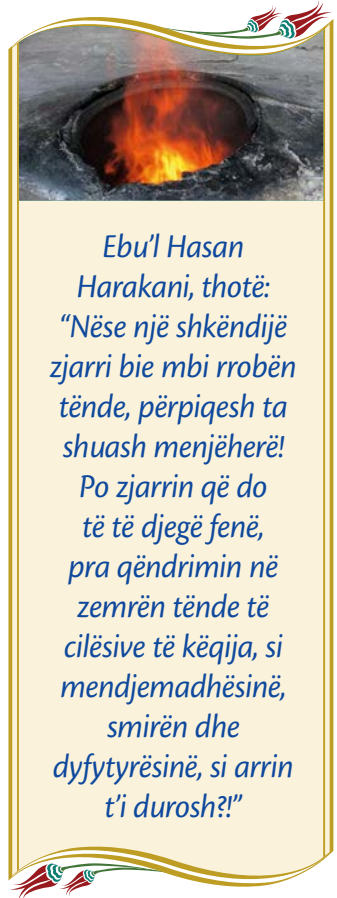 Ebu’l Hasan
Harakani, thotë:
“Nëse një shkëndijë
zjarri bie mbi rrobën
tënde, përpiqesh ta
shuash menjëherë!
Po zjarrin që do
të të djegë fenë,
pra qëndrimin në
zemrën tënde të
cilësive të këqija, si
mendjemadhësinë,
smirën dhe
dyfytyrësinë, si arrin
t’i durosh?!”